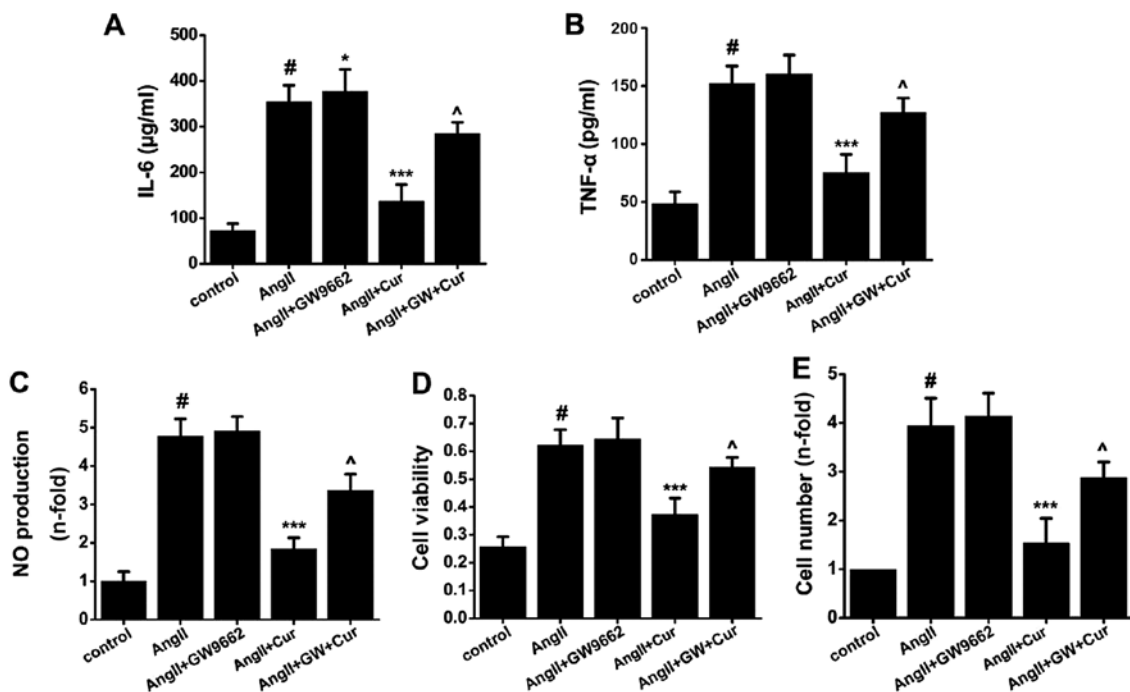 A
IL-6 (µg/ml)
500
400
300
200
100
0
#
*
***
^
control
AngII
AngII+GW9662
AngII+Cur
AngII+GW+Cur
B
TNF-α (pg/ml)
200
150
100
50
0
#
***
^
control
AngII
AngII+GW9662
AngII+Cur
AngII+GW+Cur
C
NO production
(n-fold)
6
5
4
3
2
1
0
#
***
^
control
AngII
AngII+GW9662
AngII+Cur
AngII+GW+Cur
D
Cell viability
0.8
0.7
0.6
0.5
0.4
0.3
0.2
0.1
0.0
#
***
^
control
AngII
AngII+GW9662
AngII+Cur
AngII+GW+Cur
E
Cell number (n-fold)
5
4
3
2
1
0
#
***
^
control
AngII
AngII+GW9662
AngII+Cur
AngII+GW+Cur